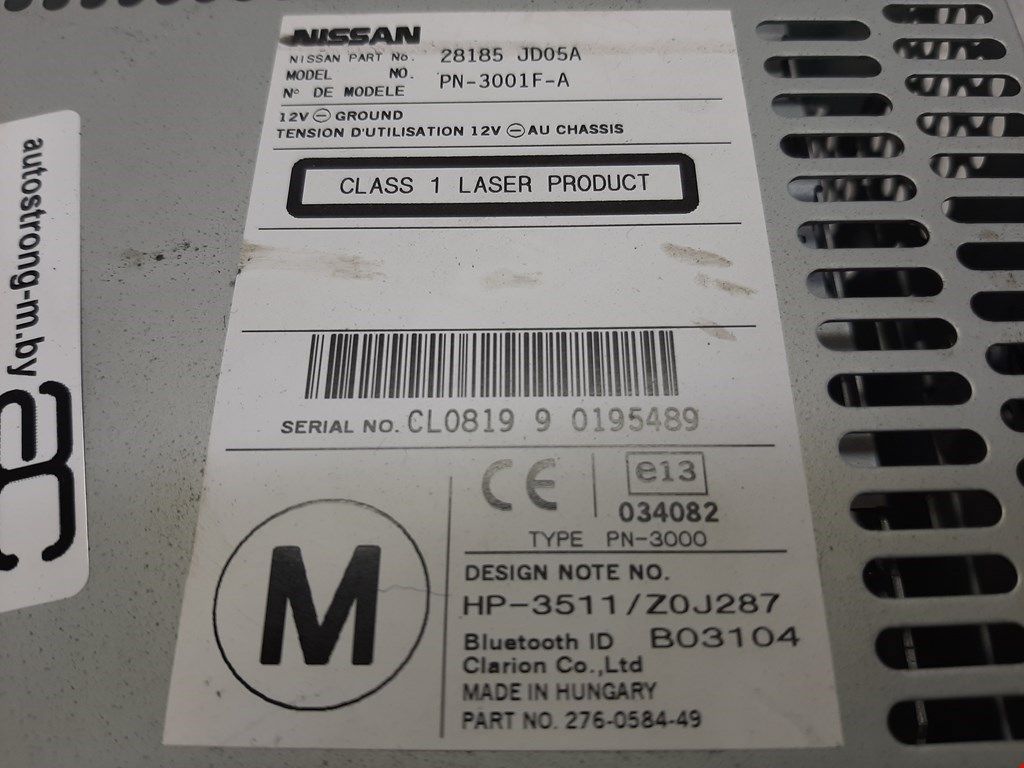 NISSAN
NISSAN PART No. 28185 JD05A
MODEL NO. PN-3001F-A
N° DE MODELE
12V ⊖ GROUND
TENSION D'UTILISATION 12V ⊖ AU CHASSIS
CLASS 1 LASER PRODUCT
SERIAL NO. CL0819 9 0195489
CE e13
034082
TYPE PN-3000
M
DESIGN NOTE NO.
HP-3511/Z0J287
Bluetooth ID B03104
Clarion Co.,Ltd
MADE IN HUNGARY
PART NO. 276-0584-49
autostrong-m.by